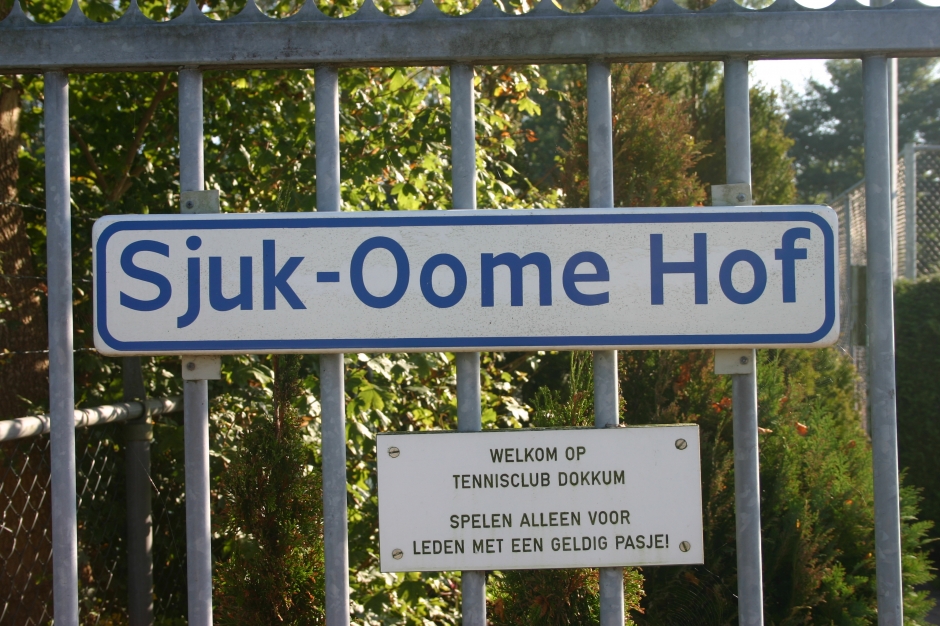 Sjuk-Oome Hof
WELKOM OP
TENNISCLUB DOKKUM
SPELEN ALLEEN VOOR
LEDEN MET EEN GELDIG PASJE!